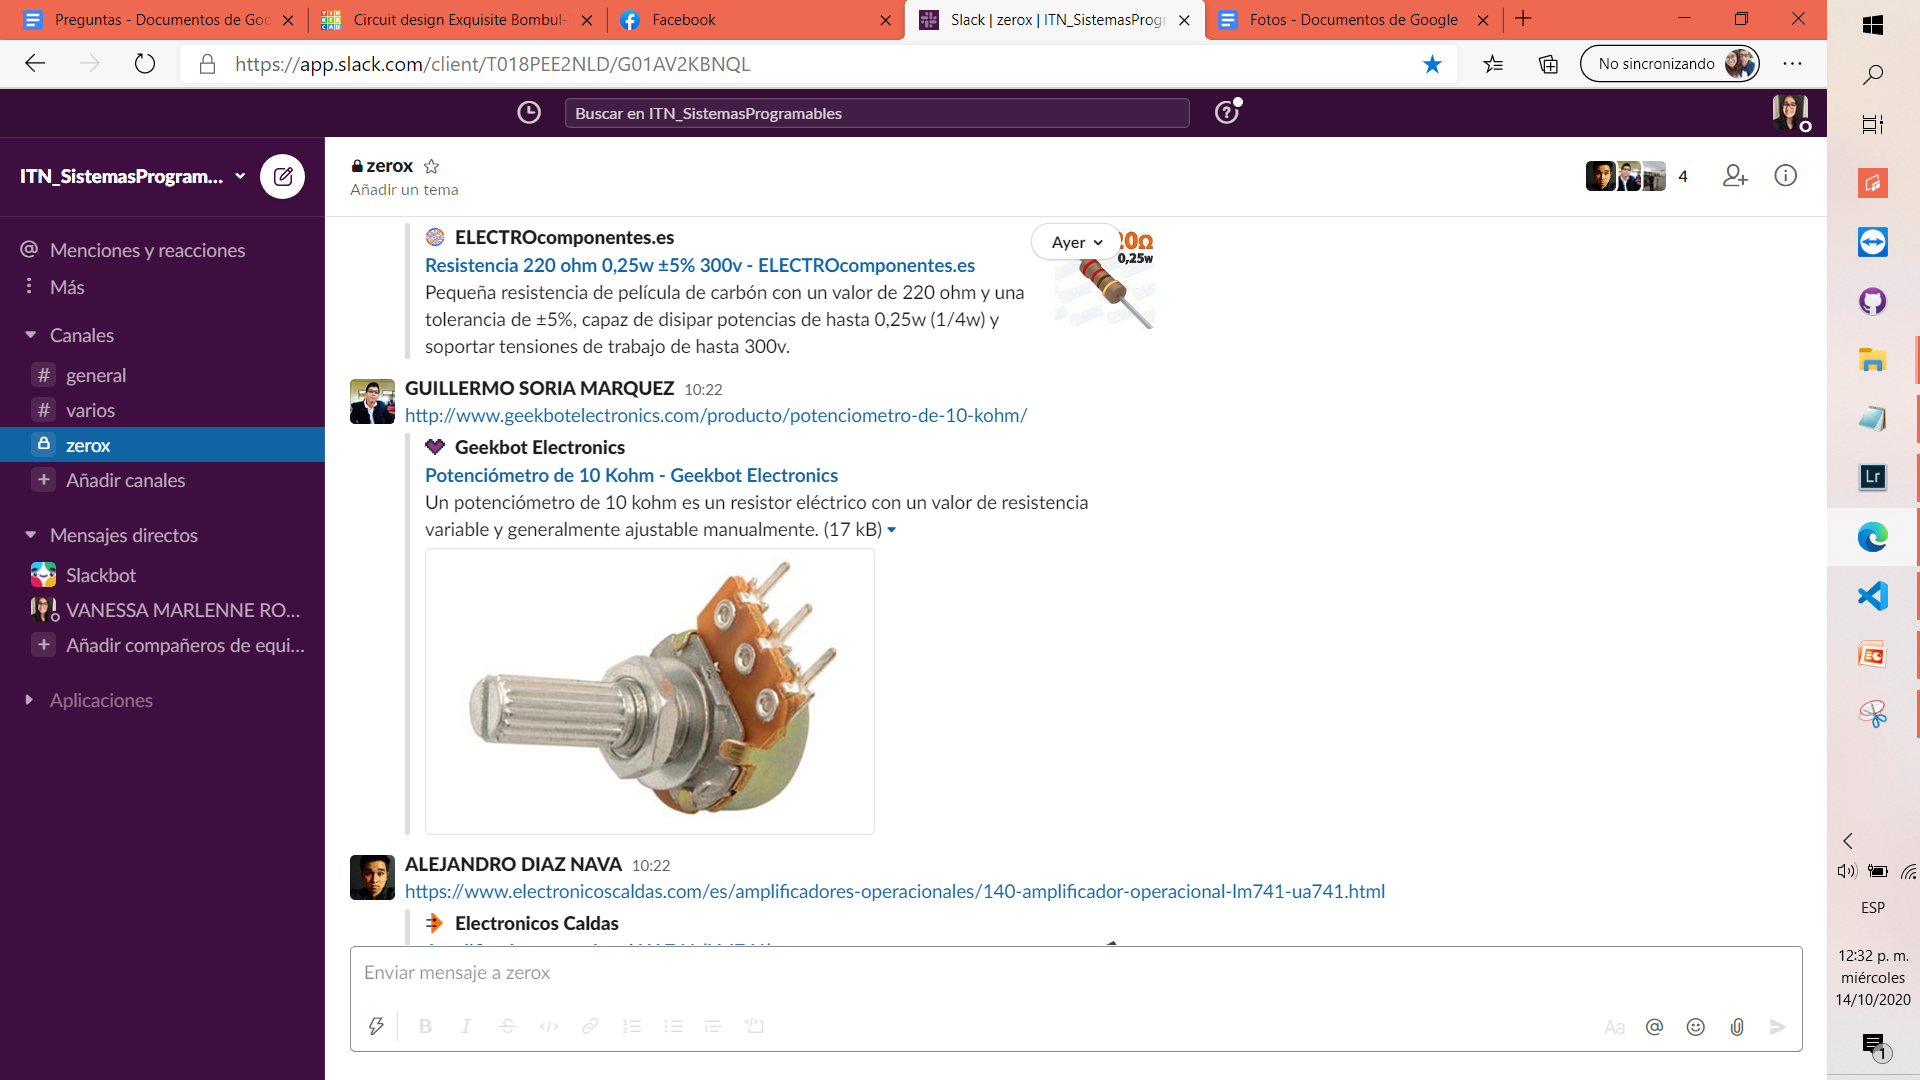 Preguntas - Documentos de Goo
Circuit design Exquisite Bombul-
Facebook
Slack | zerox | ITN_SistemasProgr
Fotos - Documentos de Google
https://app.slack.com/client/T018PEE2NLD/G01AV2KBNQL
No sincronizando
Buscar en ITN_SistemasProgramables
ITN_SistemasProgram...
zerox
Añadir un tema
4
Menciones y reacciones
Más
Canales
# general
# varios
zerox
+ Añadir canales
Mensajes directos
Slackbot
VANESSA MARLENNE RO...
+ Añadir compañeros de equi...
Aplicaciones
Ayer
ELECTROcomponentes.es
Resistencia 220 ohm 0,25w ±5% 300v - ELECTROcomponentes.es
Pequeña resistencia de película de carbón con un valor de 220 ohm y una
tolerancia de ±5%, capaz de disipar potencias de hasta 0,25w (1/4w) y
soportar tensiones de trabajo de hasta 300v.
20Ω
0,25w
GUILLERMO SORIA MARQUEZ 10:22
http://www.geekbotelectronics.com/producto/potenciometro-de-10-kohm/
Geekbot Electronics
Potenciómetro de 10 Kohm - Geekbot Electronics
Un potenciómetro de 10 kohm es un resistor eléctrico con un valor de resistencia
variable y generalmente ajustable manualmente. (17 kB)
ALEJANDRO DIAZ NAVA 10:22
https://www.electronicoscaldas.com/es/amplificadores-operacionales/140-amplificador-operacional-lm741-ua741.html
Electronicos Caldas
Enviar mensaje a zerox
B I S
Aa @
Lr
ESP
12:32 p. m.
miércoles
14/10/2020
1